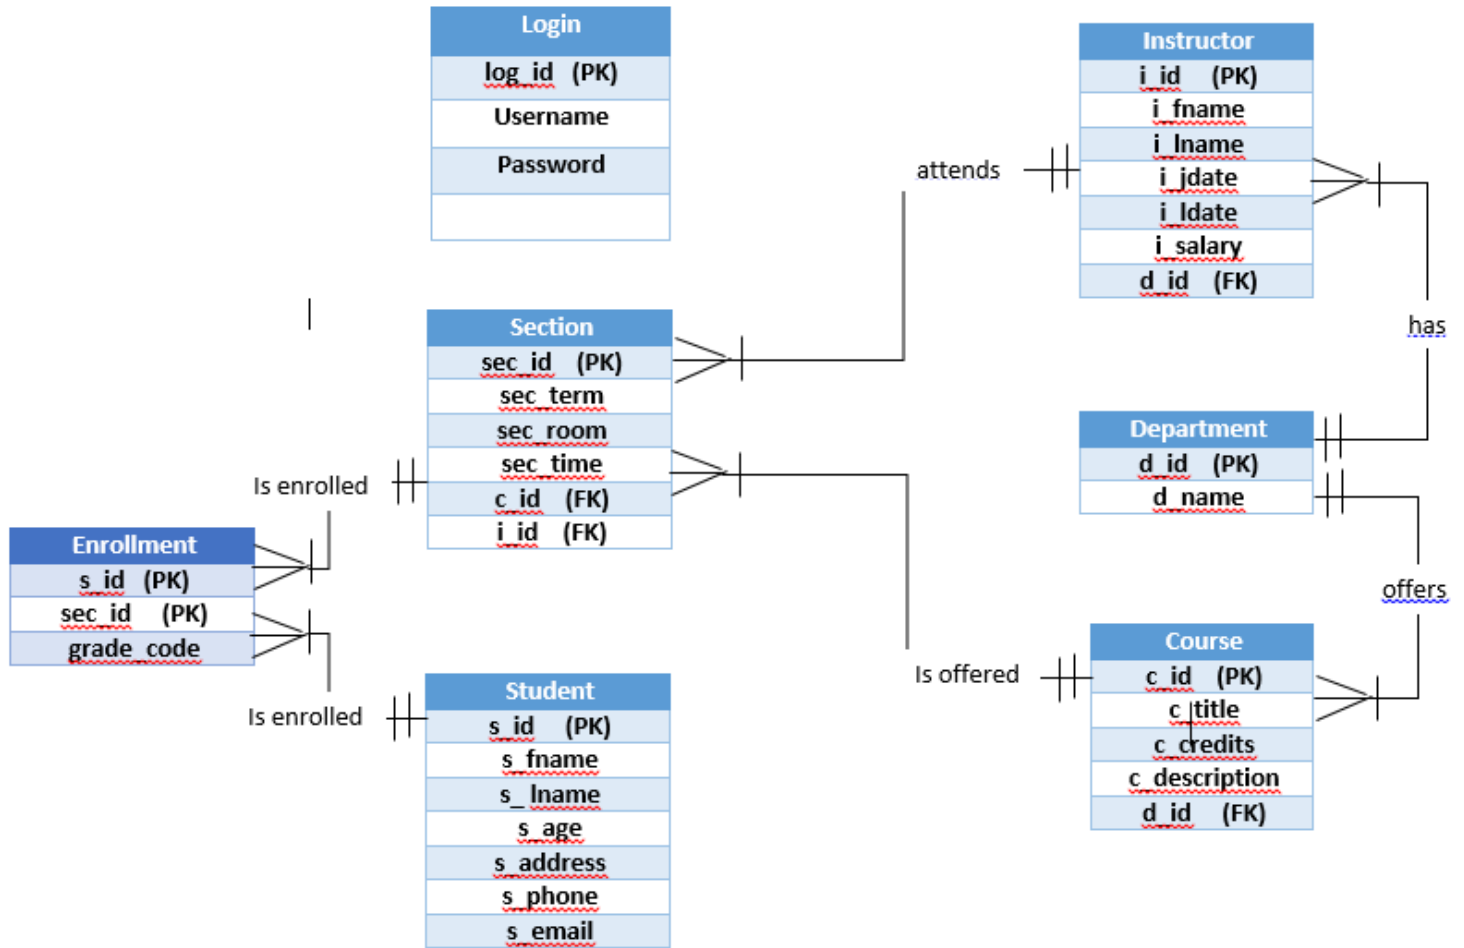 Login
log_id (PK)
Username
Password
Instructor
i_id (PK)
i_fname
i_lname
i_jdate
i_ldate
i_salary
d_id (FK)
attends
has
Section
sec_id (PK)
sec_term
sec_room
sec_time
c_id (FK)
i_id (FK)
Is enrolled
Department
d_id (PK)
d_name
Enrollment
s_id (PK)
sec_id (PK)
grade_code
offers
Is enrolled
Student
s_id (PK)
s_fname
s_ lname
s_age
s_address
s_phone
s_email
Is offered
Course
c_id (PK)
c_title
c_credits
c_description
d_id (FK)